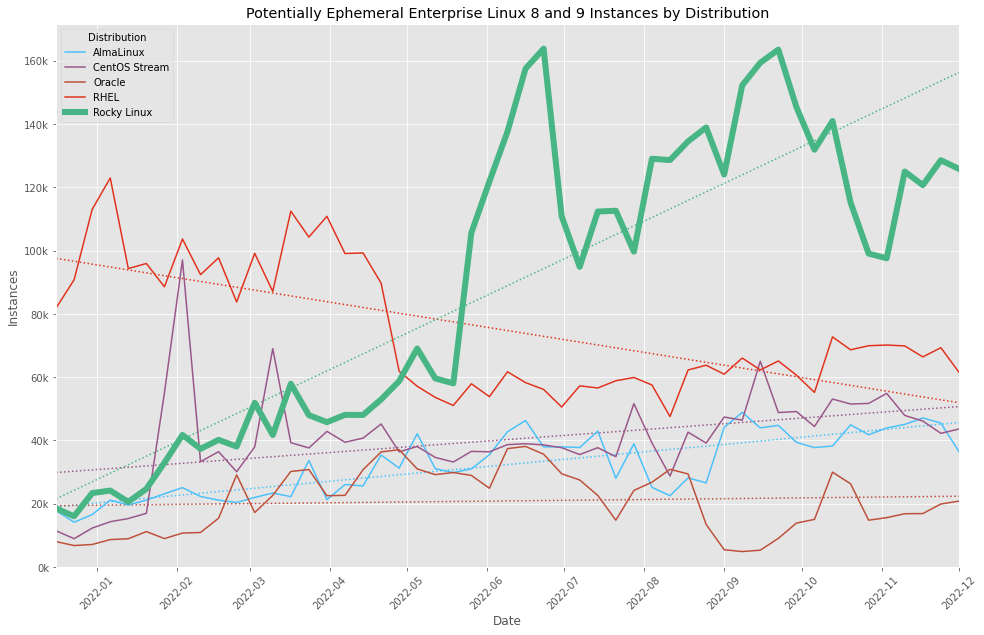 Potentially Ephemeral Enterprise Linux 8 and 9 Instances by Distribution
Distribution
AlmaLinux
CentOS Stream
Oracle
RHEL
Rocky Linux
160k
140k
120k
100k
80k
60k
40k
20k
0k
Instances
2022-01
2022-02
2022-03
2022-04
2022-05
2022-06
2022-07
2022-08
2022-09
2022-10
2022-11
2022-12
Date